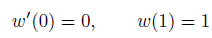 w′(0) = 0,  w(1) = 1